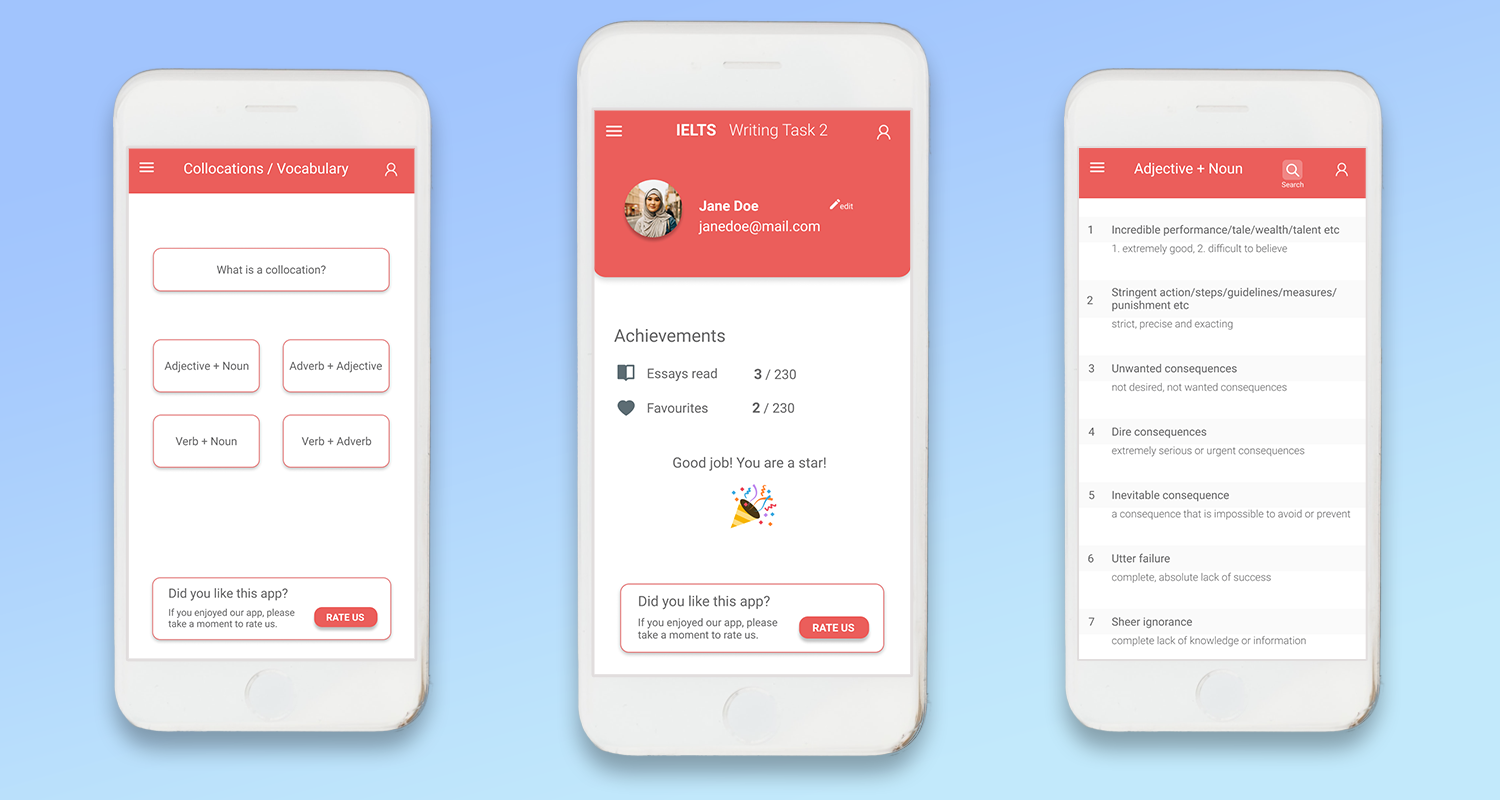 Collocations / Vocabulary
What is a collocation?
Adjective + Noun
Adverb + Adjective
Verb + Noun
Verb + Adverb
Did you like this app?
If you enjoyed our app, please
take a moment to rate us.
RATE US
IELTS Writing Task 2
Jane Doe
edit
janedoe@mail.com
Achievements
Essays read 3 / 230
Favourites 2 / 230
Good job! You are a star!
Did you like this app?
If you enjoyed our app, please
take a moment to rate us.
RATE US
Adjective + Noun
Search
1 Incredible performance/tale/wealth/talent etc
1. extremely good, 2. difficult to believe
2 Stringent action/steps/guidelines/measures/
punishment etc
strict, precise and exacting
3 Unwanted consequences
not desired, not wanted consequences
4 Dire consequences
extremely serious or urgent consequences
5 Inevitable consequence
a consequence that is impossible to avoid or prevent
6 Utter failure
complete, absolute lack of success
7 Sheer ignorance
complete lack of knowledge or information